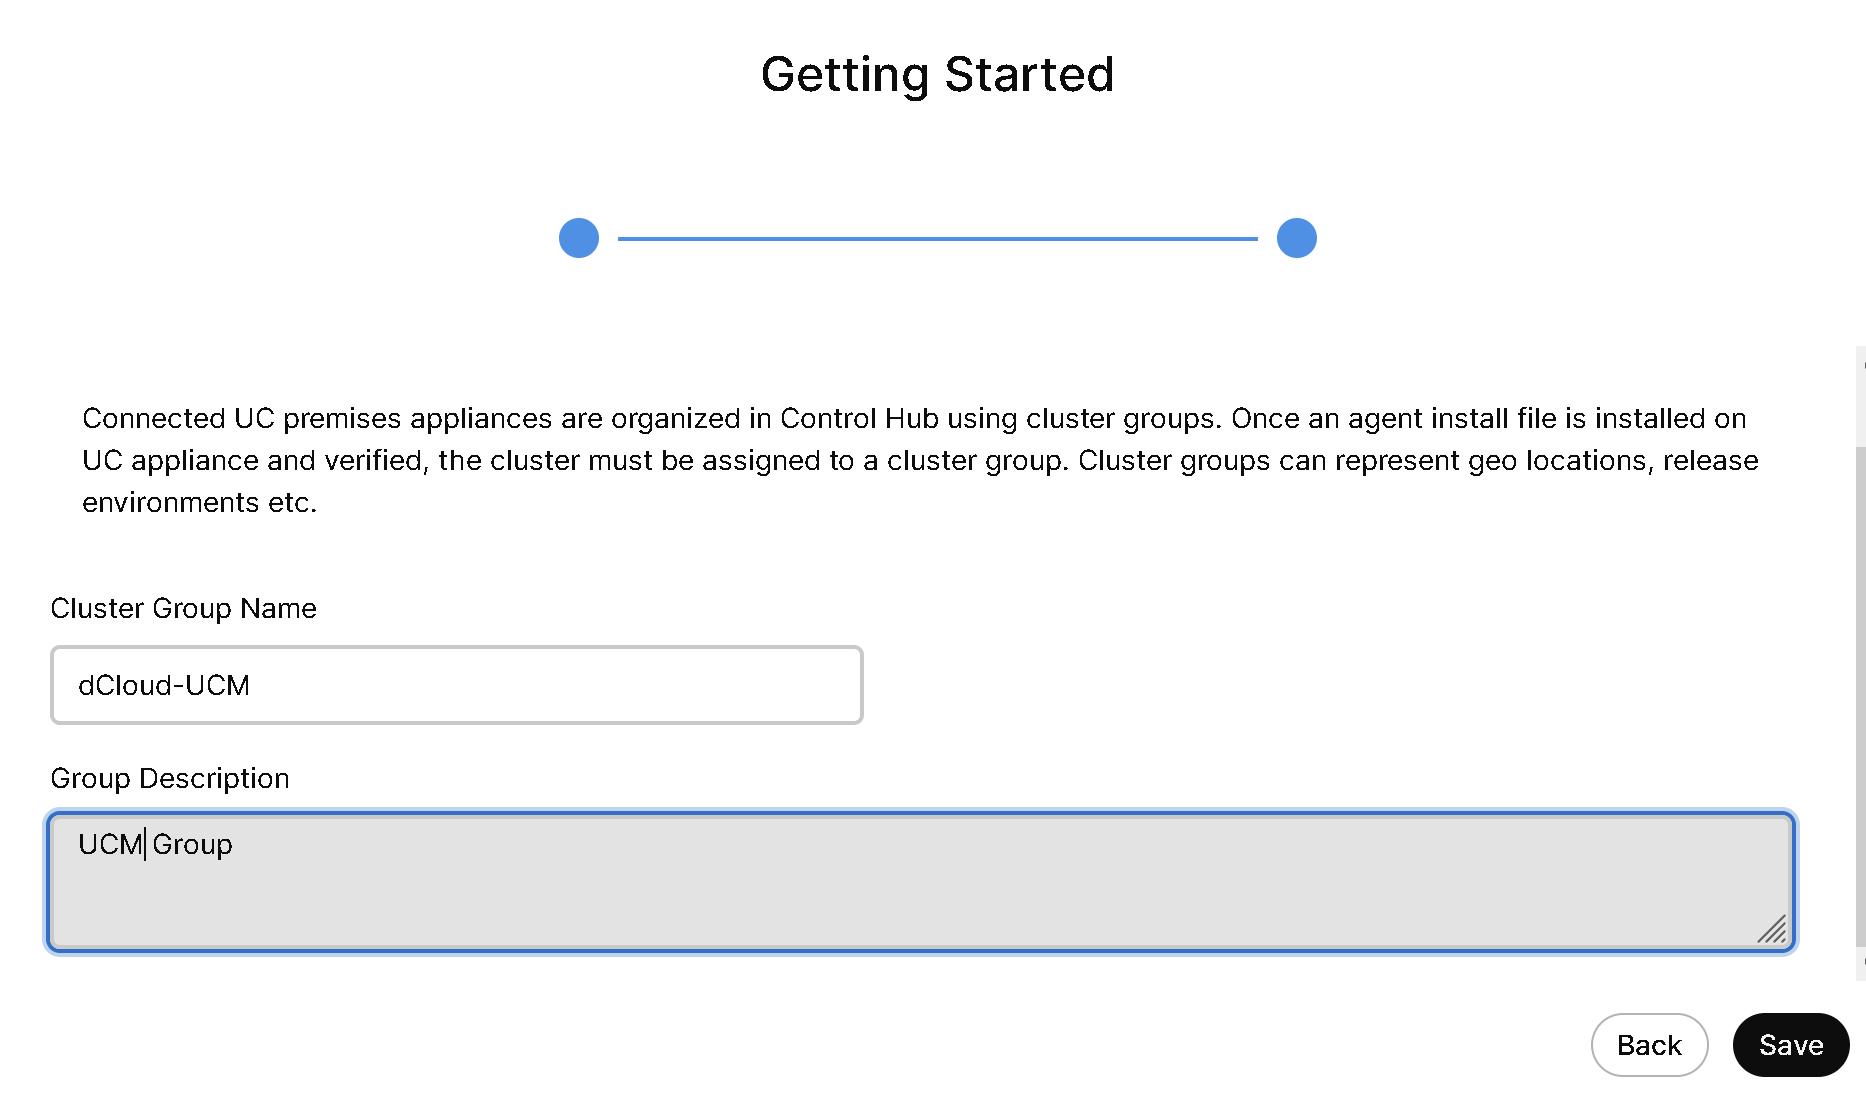 Getting Started
Connected UC premises appliances are organized in Control Hub using cluster groups. Once an agent install file is installed on
UC appliance and verified, the cluster must be assigned to a cluster group. Cluster groups can represent geo locations, release
environments etc.
Cluster Group Name
dCloud-UCM
Group Description
UCM Group
Back
Save